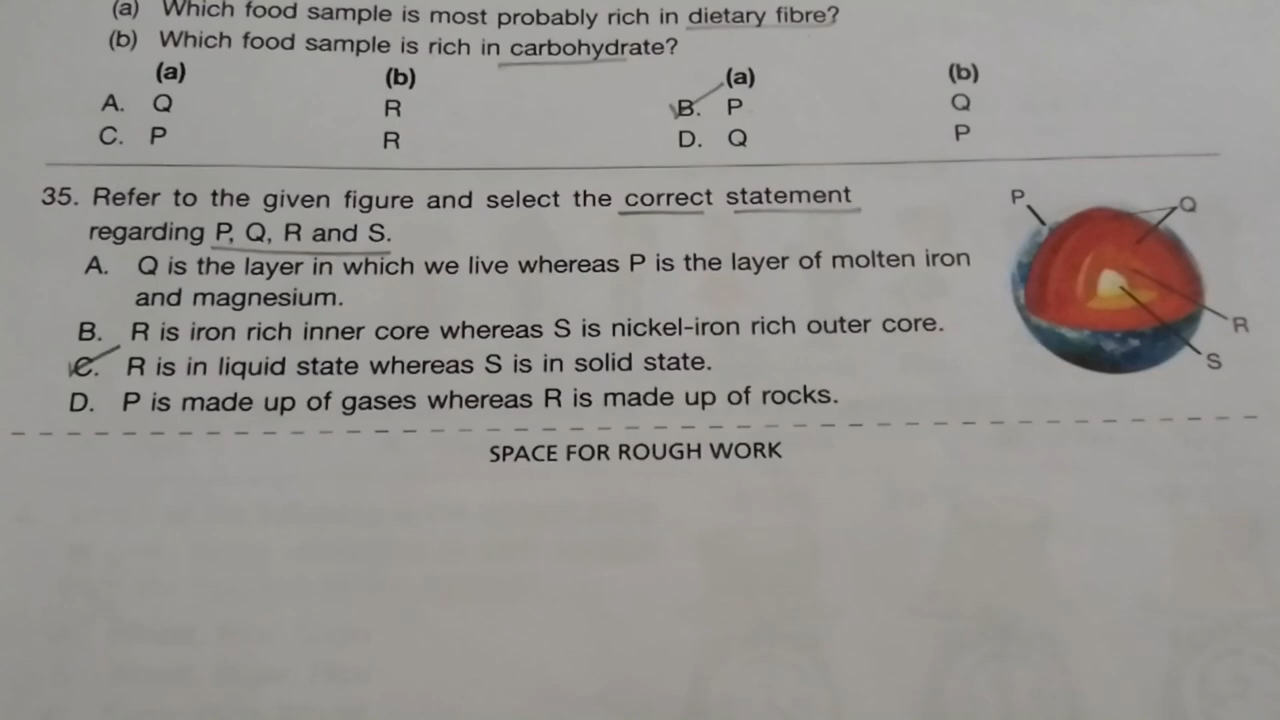 (a) Which food sample is most probably rich in dietary fibre?
(b) Which food sample is rich in carbohydrate?
(a) (b) (a) (b)
A. Q R B. P Q
C. P R D. Q P
35. Refer to the given figure and select the correct statement
regarding P, Q, R and S.
A. Q is the layer in which we live whereas P is the layer of molten iron
and magnesium.
B. R is iron rich inner core whereas S is nickel-iron rich outer core.
C. R is in liquid state whereas S is in solid state.
D. P is made up of gases whereas R is made up of rocks.
P
Q
R
S
SPACE FOR ROUGH WORK